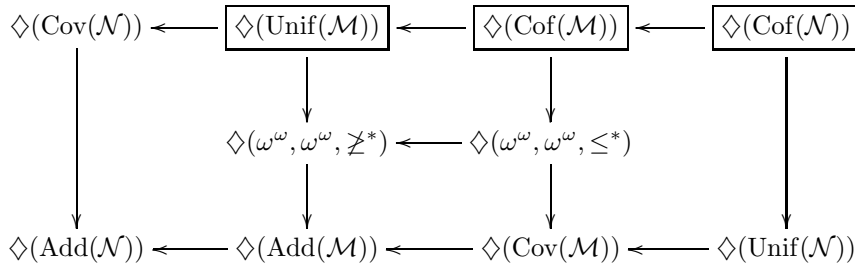 ♢(Cov(𝒩)) ♢(Unif(ℳ)) ♢(Cof(ℳ)) ♢(Cof(𝒩))
♢(ω^ω, ω^ω, ≱*) ♢(ω^ω, ω^ω, ≤*)
♢(Add(𝒩)) ♢(Add(ℳ)) ♢(Cov(ℳ)) ♢(Unif(𝒩))